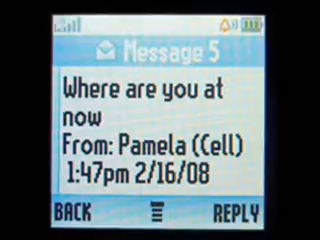 Message 5
Where are you at
now
From: Pamela (Cell)
1:47pm 2/16/08
BACK REPLY